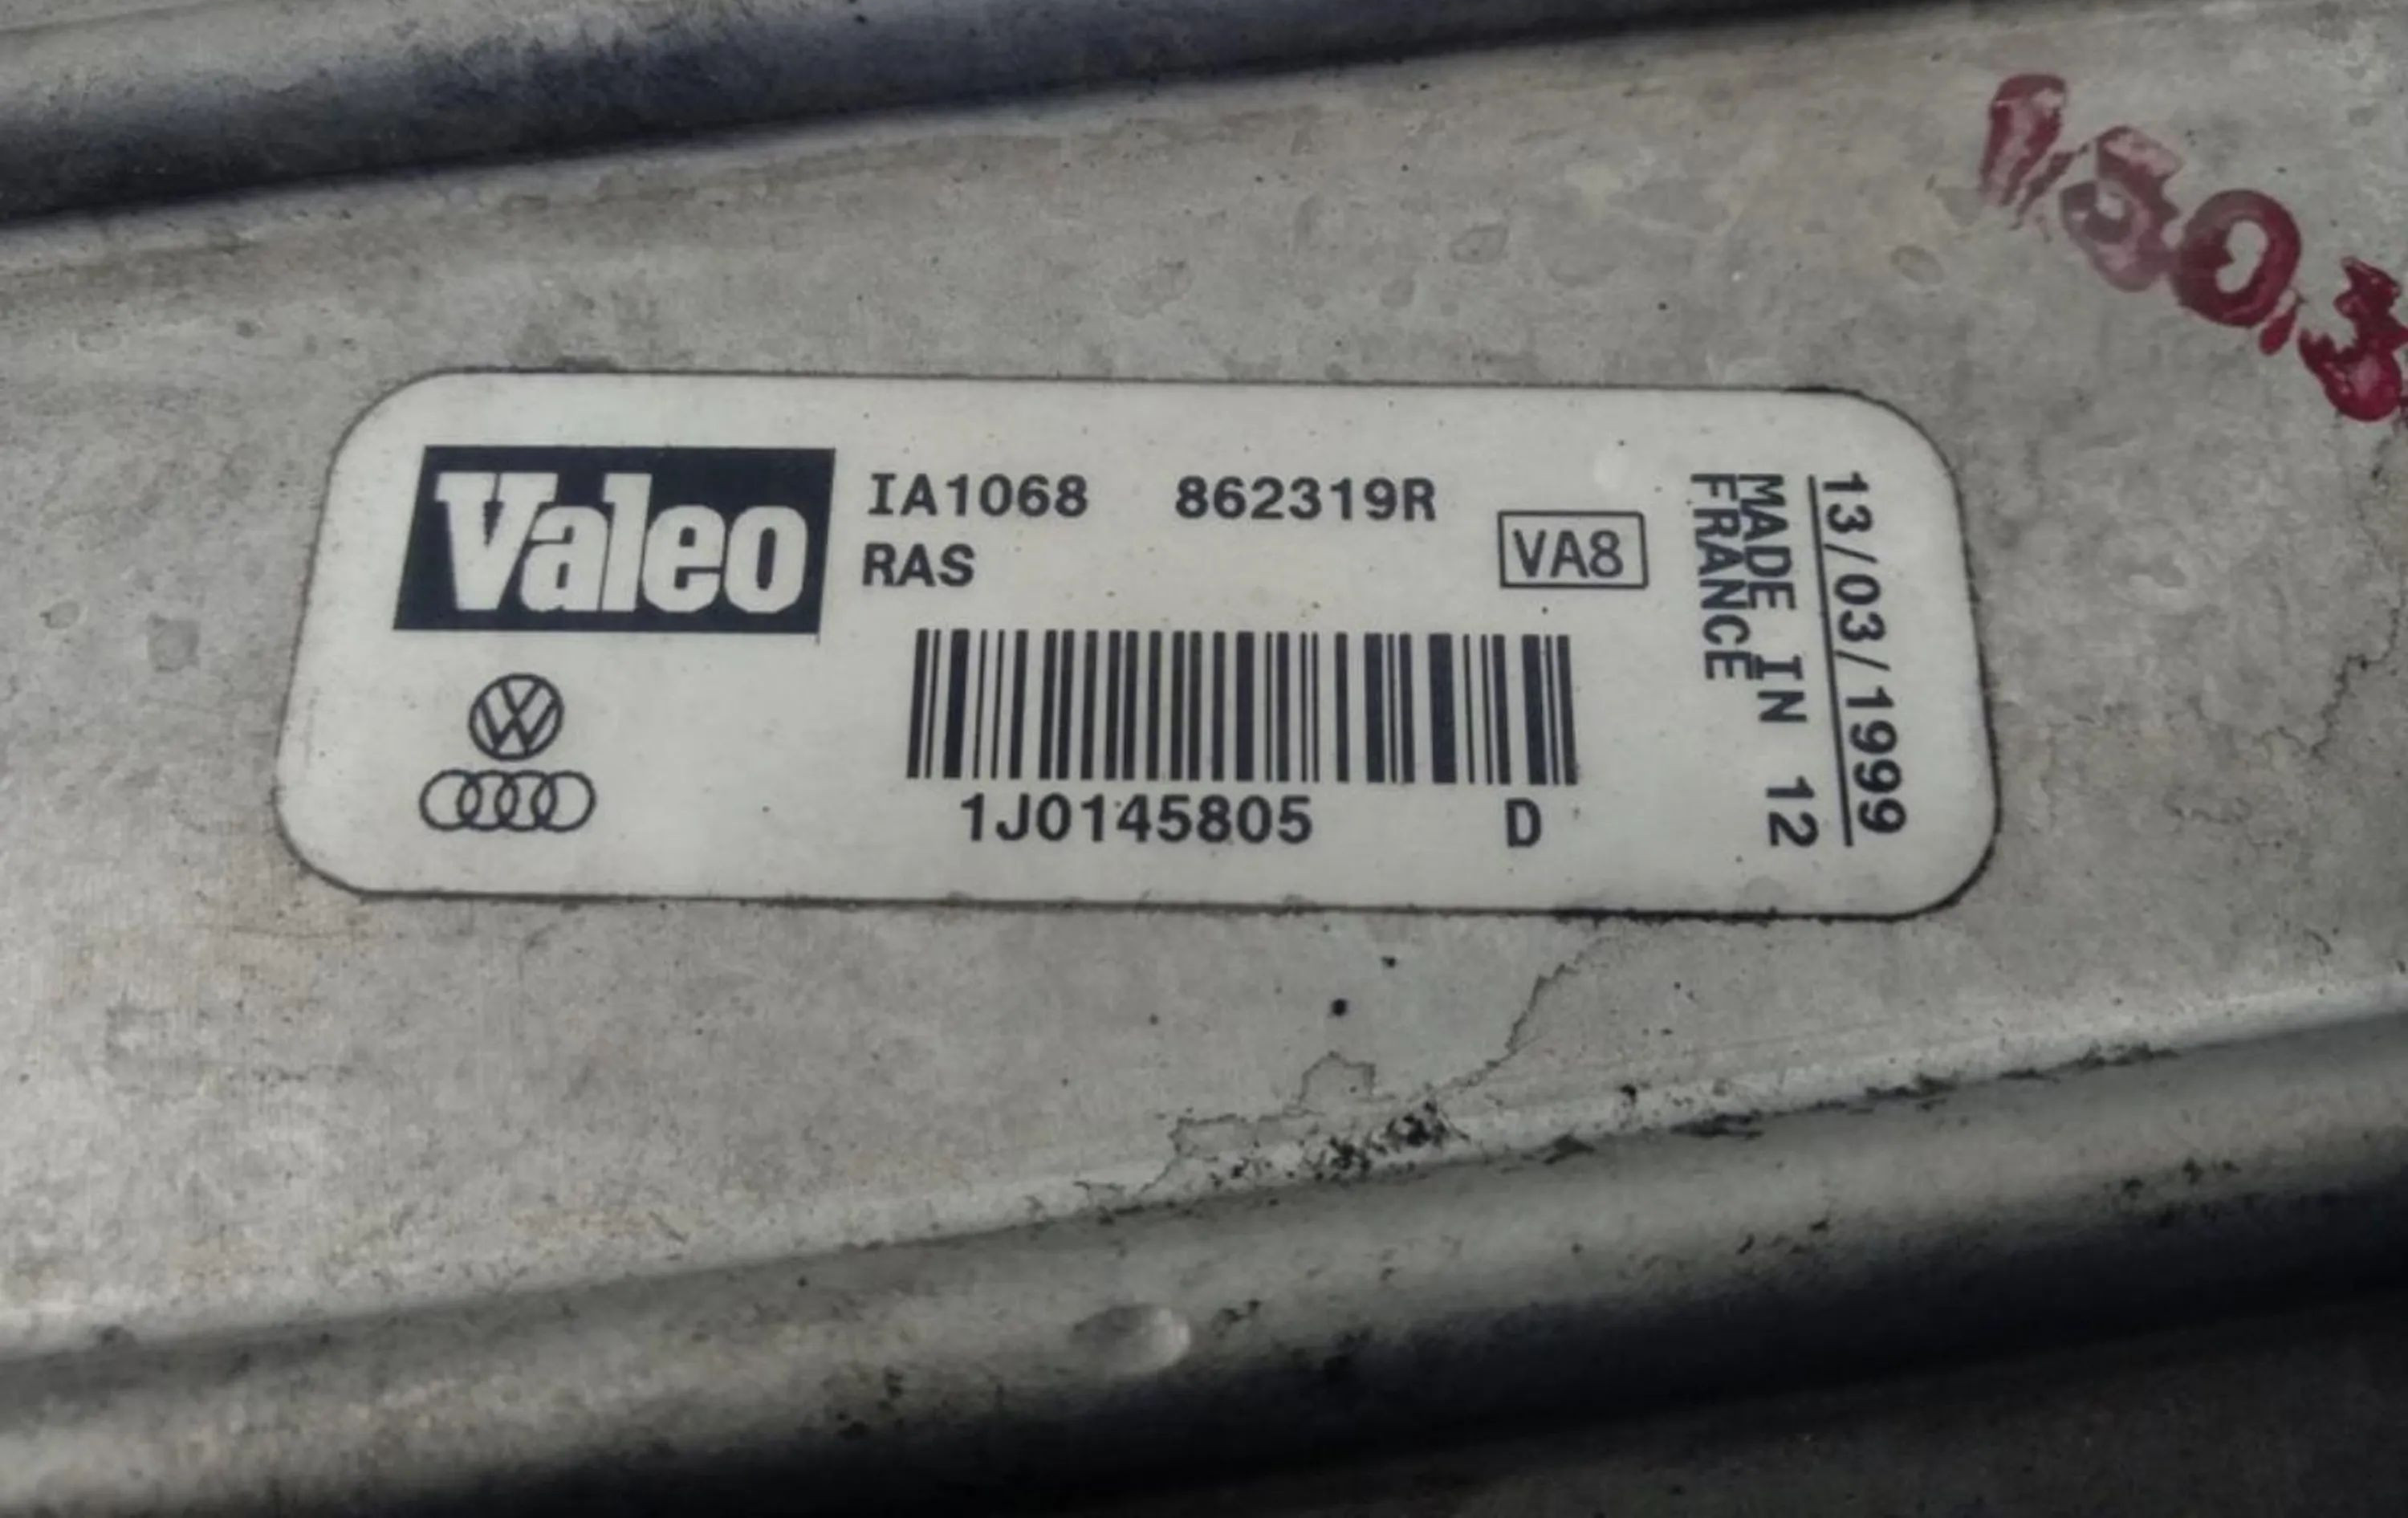 Valeo
IA1068 862319R
RAS
VA8
1J0145805 D
13/03/1999
MADE IN 12
FRANCE